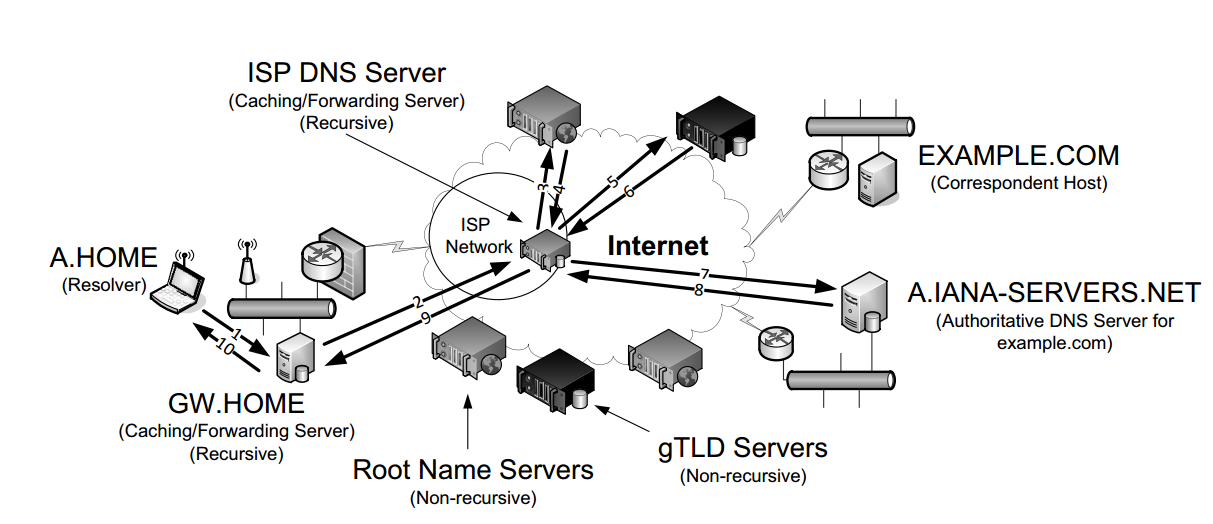 ISP DNS Server
(Caching/Forwarding Server)
(Recursive)
3
4
5
6
EXAMPLE.COM
(Correspondent Host)
ISP
Network
Internet
A.HOME
(Resolver)
7
8
A.IANA-SERVERS.NET
(Authoritative DNS Server for
example.com)
2
9
1
10
GW.HOME
(Caching/Forwarding Server)
(Recursive)
Root Name Servers
(Non-recursive)
gTLD Servers
(Non-recursive)